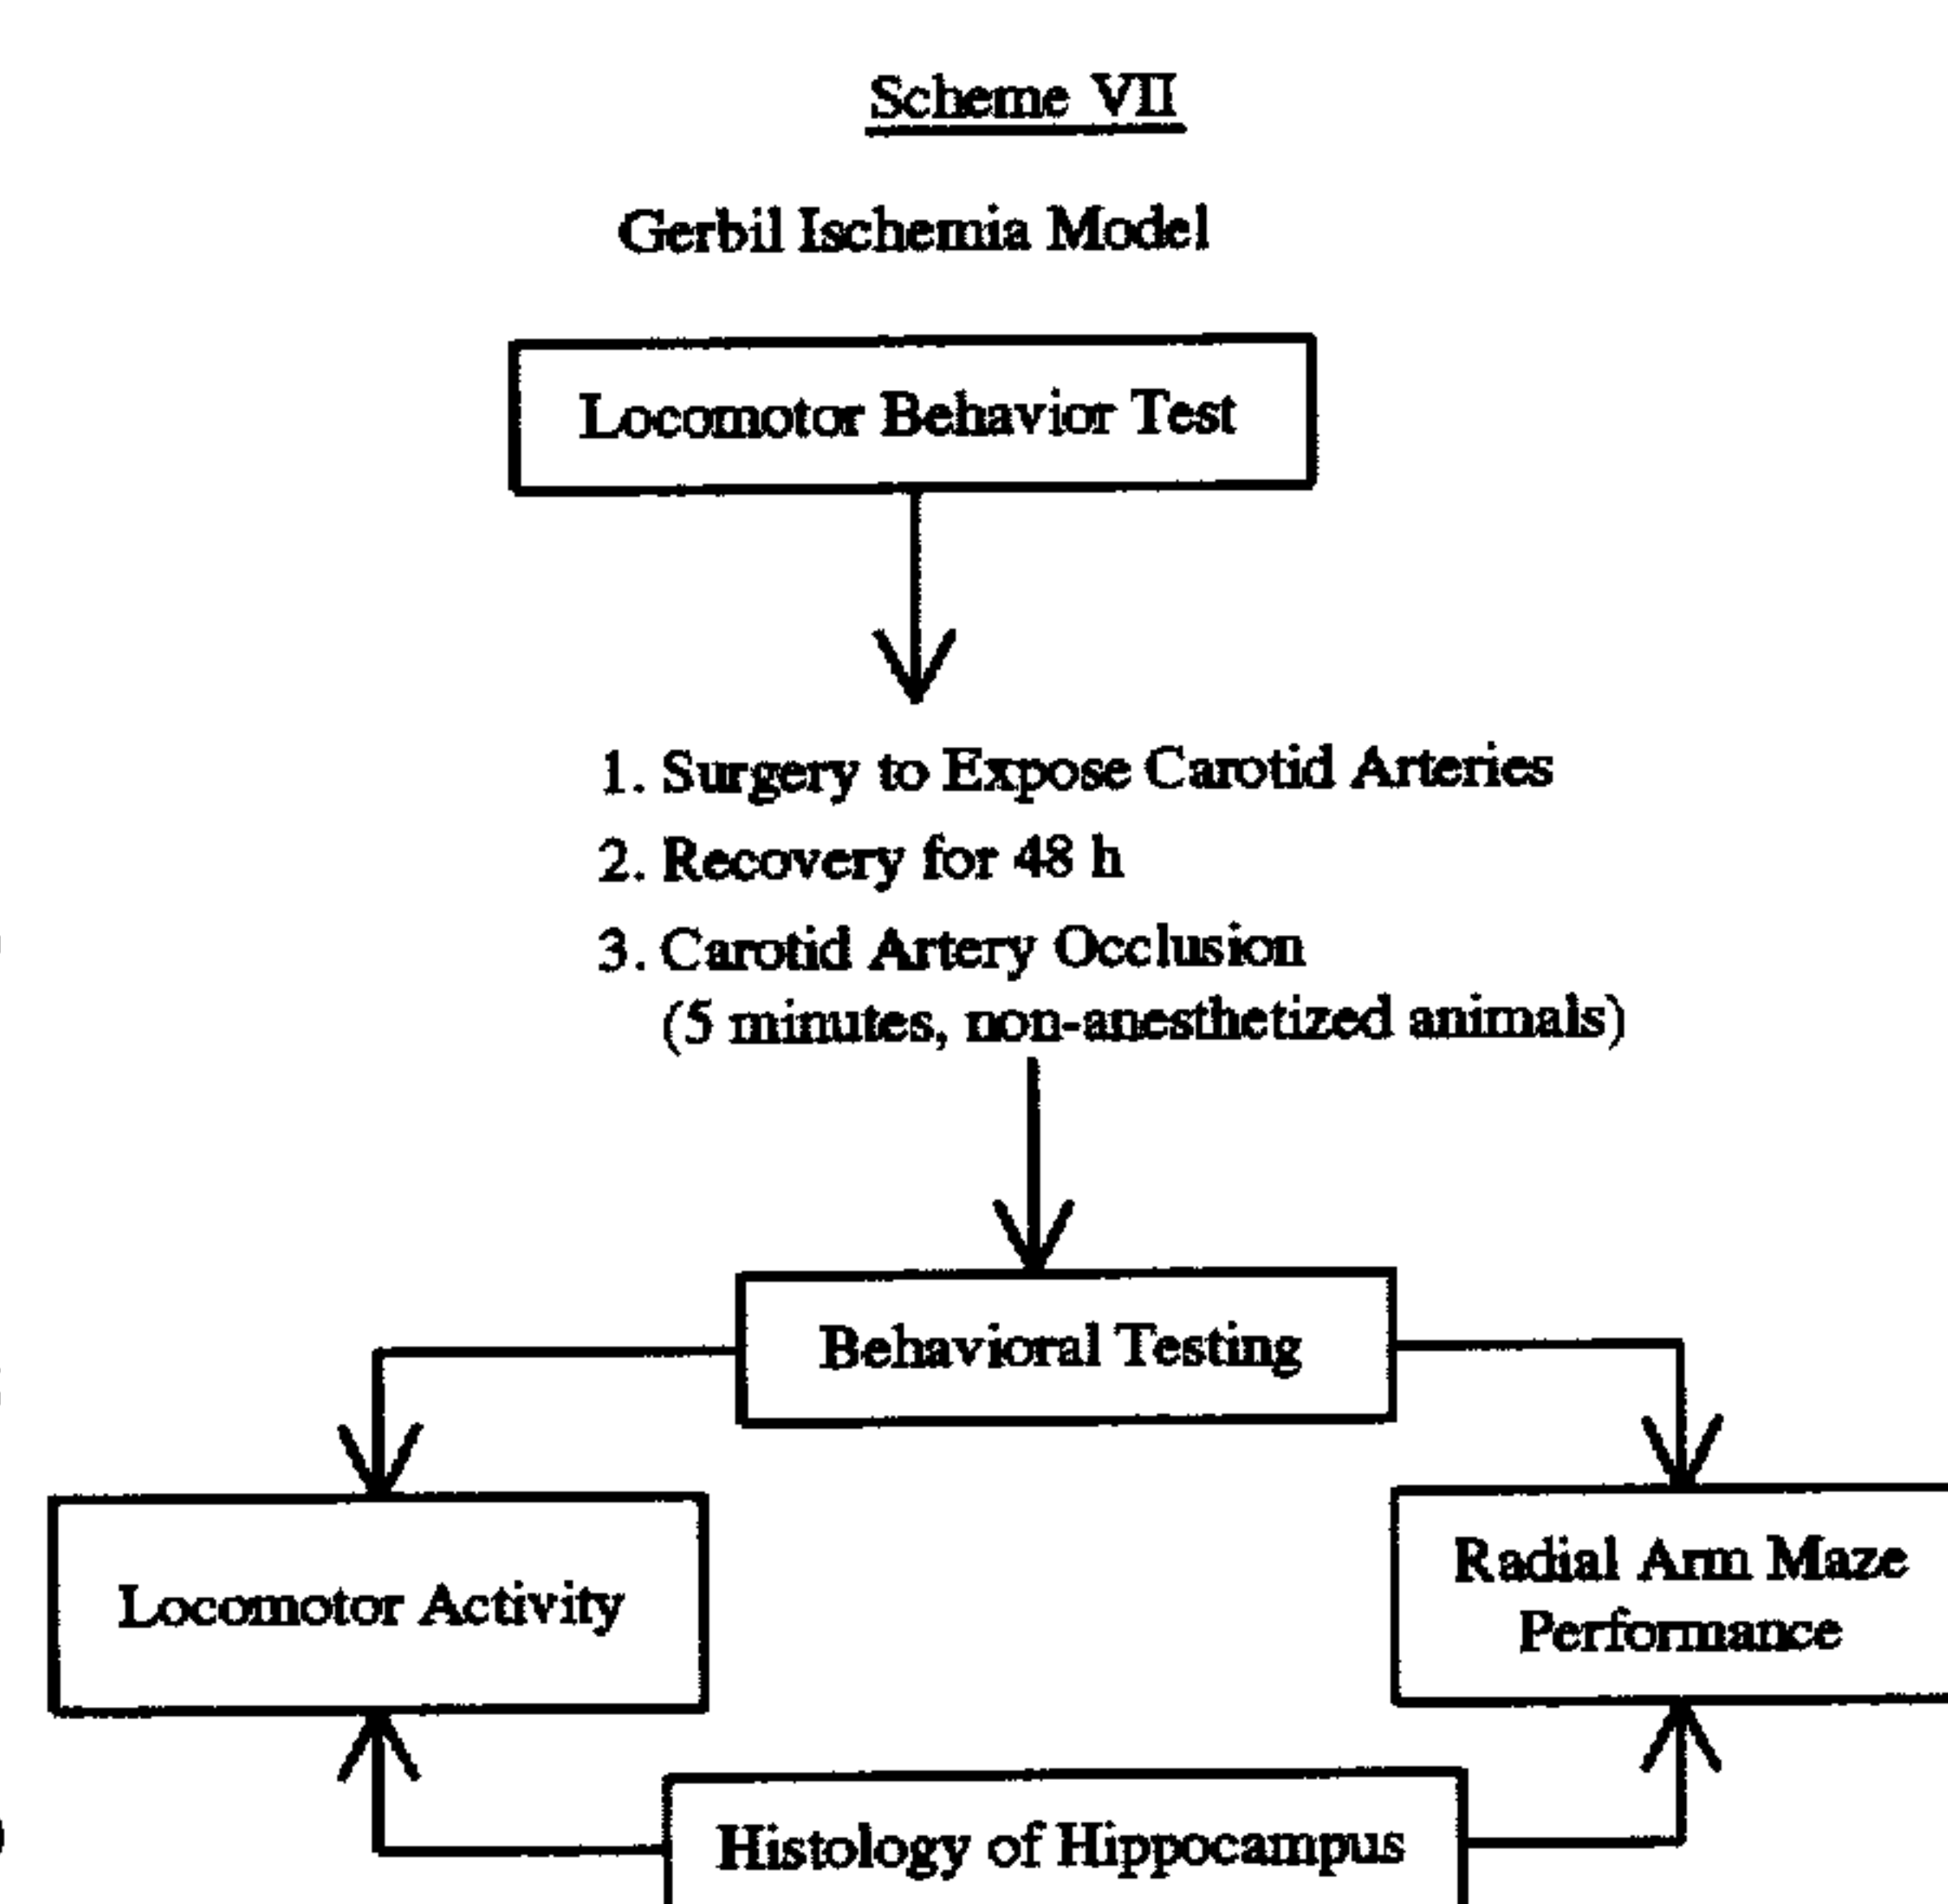 Scheme VII
Gerbil Ischemia Model
Locomotor Behavior Test
1. Surgery to Expose Carotid Arteries
2. Recovery for 48 h
3. Carotid Artery Occlusion
(5 minutes, non-anesthetized animals)
Behavioral Testing
Locomotor Activity
Radial Arm Maze
Performance
Histology of Hippocampus